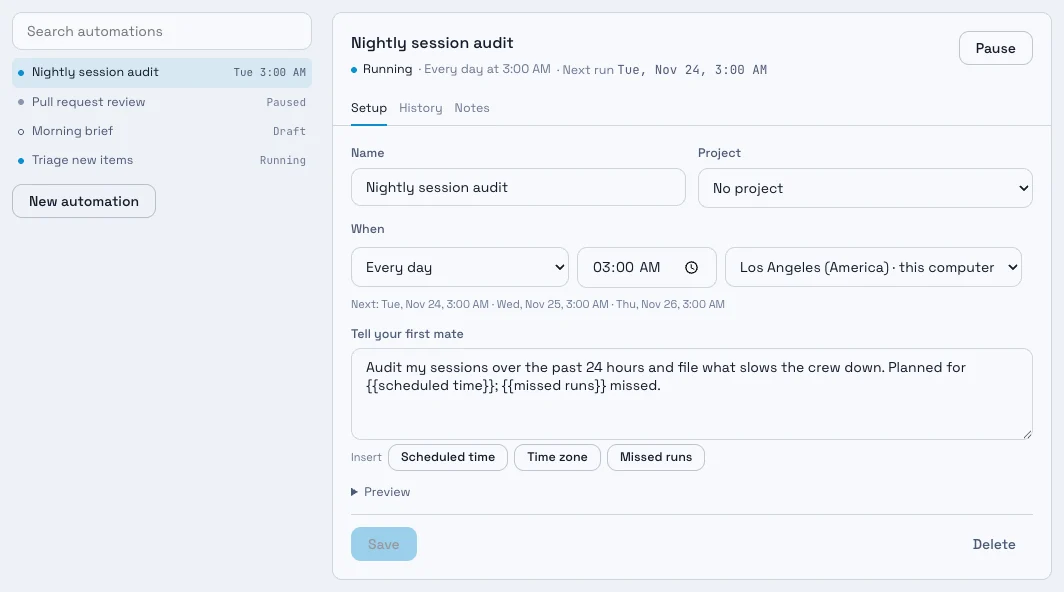 Search automations
Nightly session audit Tue 3:00 AM
Pull request review Paused
Morning brief Draft
Triage new items Running
New automation
Nightly session audit
Running · Every day at 3:00 AM · Next run Tue, Nov 24, 3:00 AM
Pause
Setup History Notes
Name Project
Nightly session audit No project
When
Every day 03:00 AM Los Angeles (America) · this computer
Next: Tue, Nov 24, 3:00 AM · Wed, Nov 25, 3:00 AM · Thu, Nov 26, 3:00 AM
Tell your first mate
Audit my sessions over the past 24 hours and file what slows the crew down. Planned for
{{scheduled time}}; {{missed runs}} missed.
Insert Scheduled time Time zone Missed runs
Preview
Save Delete